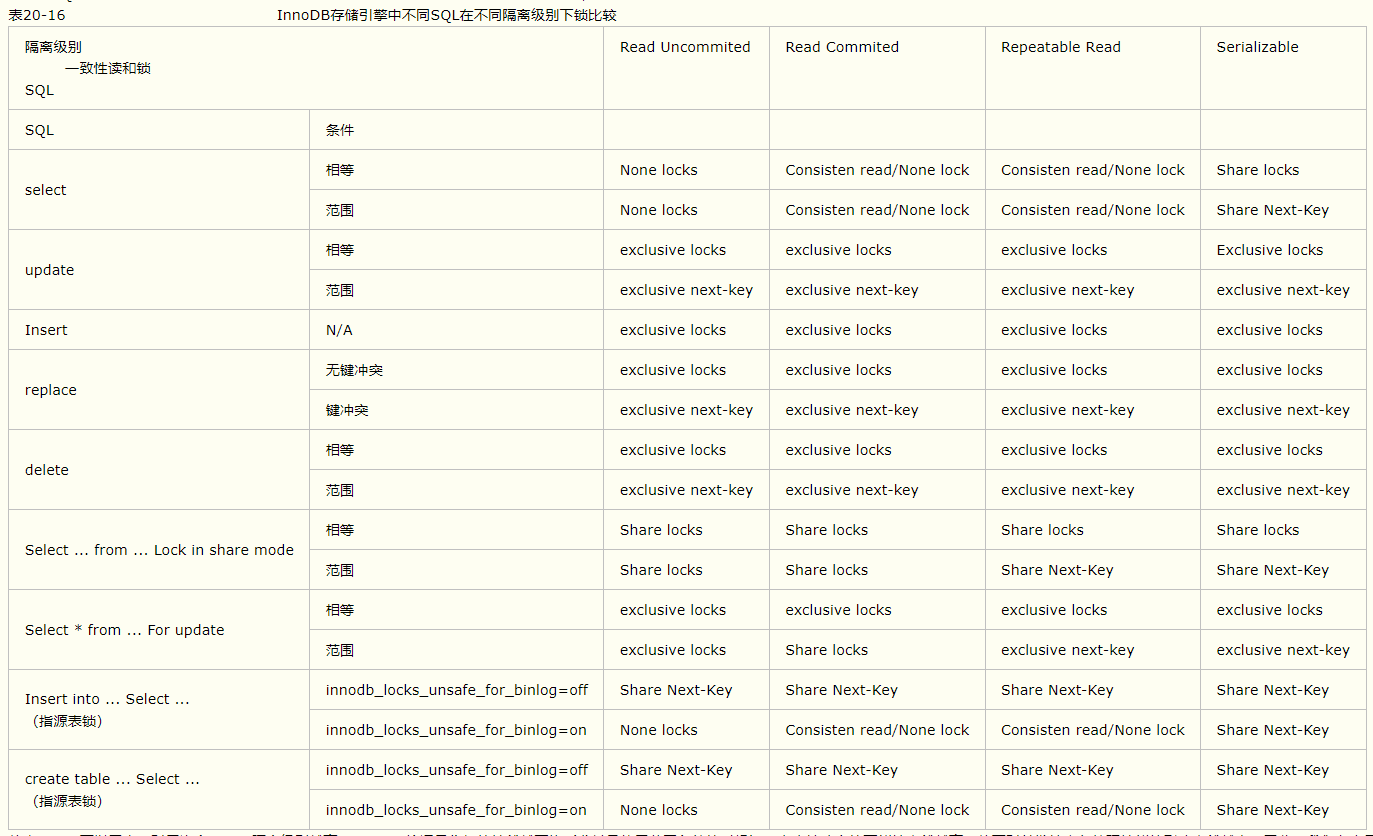 表20-16 InnoDB存储引擎中不同SQL在不同隔离级别下锁比较
隔离级别 Read Uncommited Read Commited Repeatable Read Serializable
一致性读和锁
SQL
SQL 条件
select 相等 None locks Consisten read/None lock Consisten read/None lock Share locks
范围 None locks Consisten read/None lock Consisten read/None lock Share Next-Key
update 相等 exclusive locks exclusive locks exclusive locks Exclusive locks
范围 exclusive next-key exclusive next-key exclusive next-key exclusive next-key
Insert N/A exclusive locks exclusive locks exclusive locks exclusive locks
replace 无键冲突 exclusive locks exclusive locks exclusive locks exclusive locks
键冲突 exclusive next-key exclusive next-key exclusive next-key exclusive next-key
delete 相等 exclusive locks exclusive locks exclusive locks exclusive locks
范围 exclusive next-key exclusive next-key exclusive next-key exclusive next-key
Select ... from ... Lock in share mode 相等 Share locks Share locks Share locks Share locks
范围 Share locks Share locks Share Next-Key Share Next-Key
Select * from ... For update 相等 exclusive locks exclusive locks exclusive locks exclusive locks
范围 exclusive locks Share locks exclusive next-key exclusive next-key
Insert into ... Select ... innodb_locks_unsafe_for_binlog=off Share Next-Key Share Next-Key Share Next-Key Share Next-Key
（指源表锁） innodb_locks_unsafe_for_binlog=on None locks Consisten read/None lock Consisten read/None lock Share Next-Key
create table ... Select ... innodb_locks_unsafe_for_binlog=off Share Next-Key Share Next-Key Share Next-Key Share Next-Key
（指源表锁） innodb_locks_unsafe_for_binlog=on None locks Consisten read/None lock Consisten read/None lock Share Next-Key